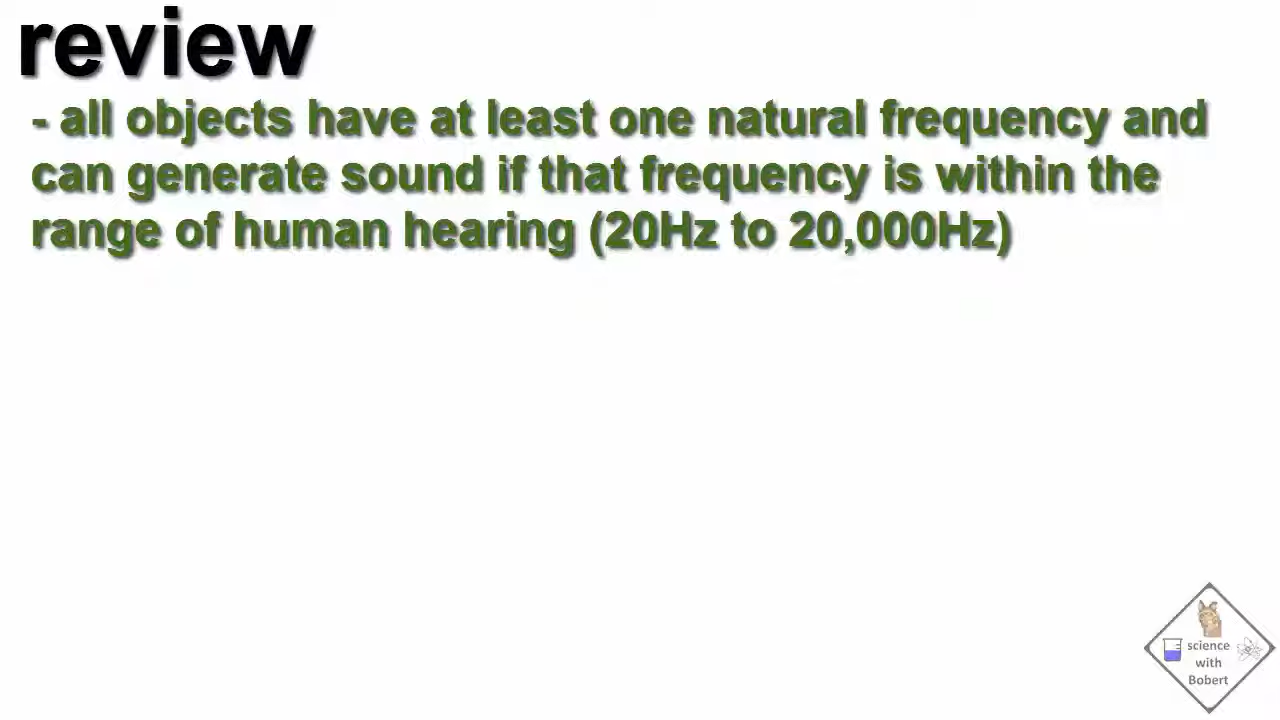 review
- all objects have at least one natural frequency and
can generate sound if that frequency is within the
range of human hearing (20Hz to 20,000Hz)
science
with
Bobert